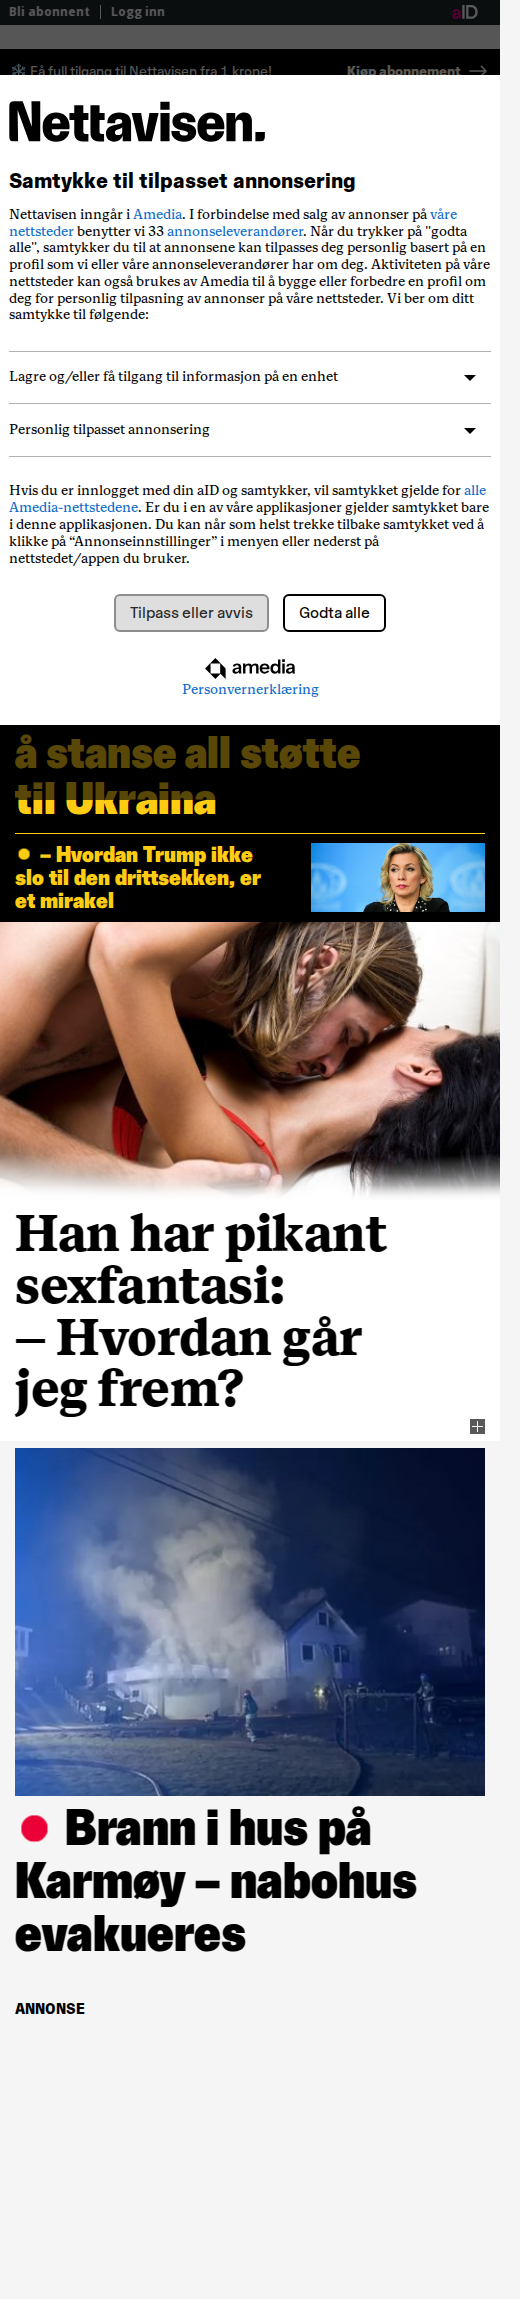 Bli abonnent
Logg inn
aID
Få full tilgang til Nettavisen fra 1 krone!
Kjøp abonnement
Nettavisen.
Samtykke til tilpasset annonsering
Nettavisen inngår i Amedia. I forbindelse med salg av annonser på våre
nettsteder benytter vi 33 annonseleverandører. Når du trykker på "godta
alle", samtykker du til at annonsene kan tilpasses deg personlig basert på en
profil som vi eller våre annonseleverandører har om deg. Aktiviteten på våre
nettsteder kan også brukes av Amedia til å bygge eller forbedre en profil om
deg for personlig tilpasning av annonser på våre nettsteder. Vi ber om ditt
samtykke til følgende:
Lagre og/eller få tilgang til informasjon på en enhet
Personlig tilpasset annonsering
Hvis du er innlogget med din aID og samtykker, vil samtykket gjelde for alle
Amedia-nettstedene. Er du i en av våre applikasjoner gjelder samtykket bare
i denne applikasjonen. Du kan når som helst trekke tilbake samtykket ved å
klikke på “Annonseinnstillinger” i menyen eller nederst på
nettstedet/appen du bruker.
Tilpass eller avvis
Godta alle
amedia
Personvernerklæring
å stanse all støtte
til Ukraina
– Hvordan Trump ikke
slo til den drittsekken, er
et mirakel
Han har pikant
sexfantasi:
– Hvordan går
jeg frem?
Brann i hus på
Karmøy – nabohus
evakueres
ANNONSE